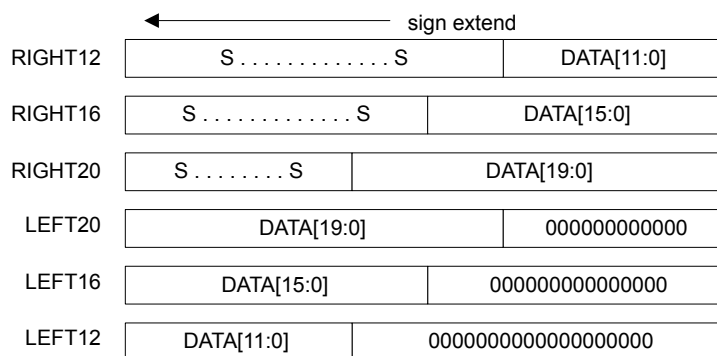 sign extend
RIGHT12 S . . . . . . . . . . . . . S DATA[11:0]
RIGHT16 S . . . . . . . . . . . . . S DATA[15:0]
RIGHT20 S . . . . . . . . S DATA[19:0]
LEFT20 DATA[19:0] 000000000000
LEFT16 DATA[15:0] 0000000000000000
LEFT12 DATA[11:0] 00000000000000000000